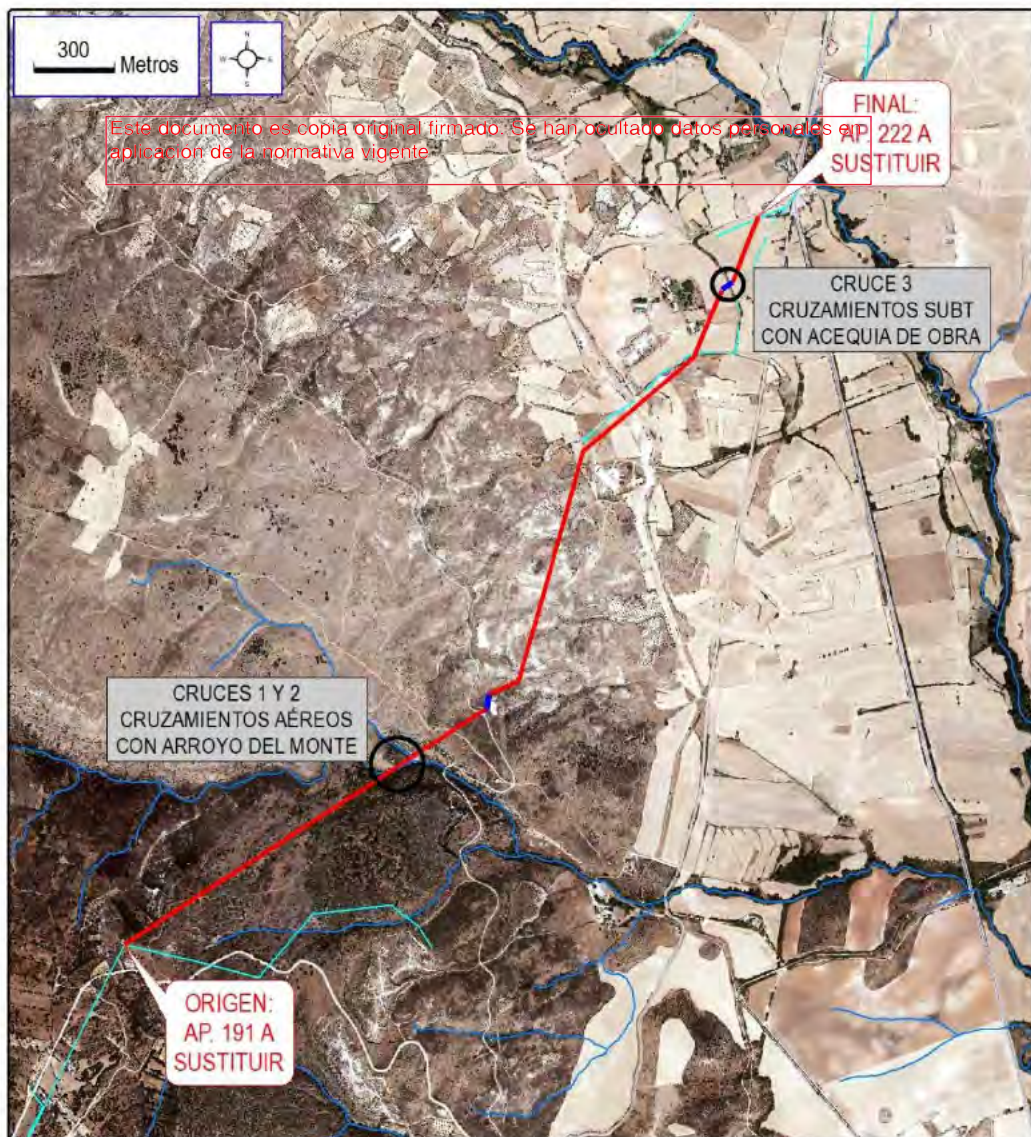 300
Metros
N
W E
S
Este documento es copia original firmado. Se han ocultado datos personales en
aplicación de la normativa vigente
FINAL:
AP. 222 A
SUSTITUIR
CRUCE 3
CRUZAMIENTOS SUBT
CON ACEQUIA DE OBRA
CRUCES 1 Y 2
CRUZAMIENTOS AÉREOS
CON ARROYO DEL MONTE
ORIGEN:
AP. 191 A
SUSTITUIR